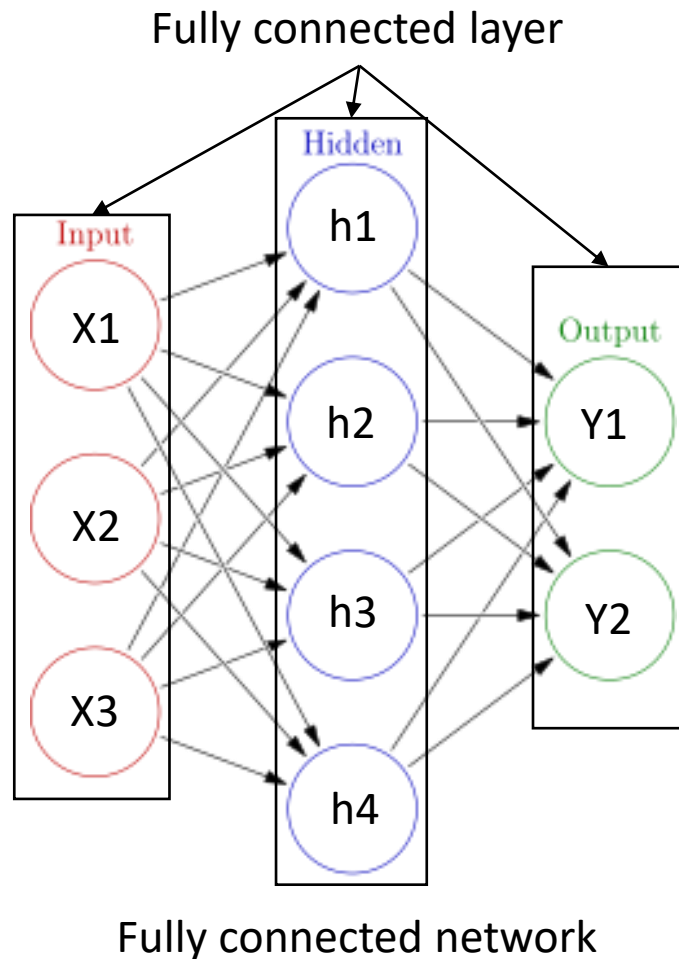 Fully connected layer
Hidden
Input
Output
h1
X1
h2
Y1
X2
h3
Y2
X3
h4
Fully connected network